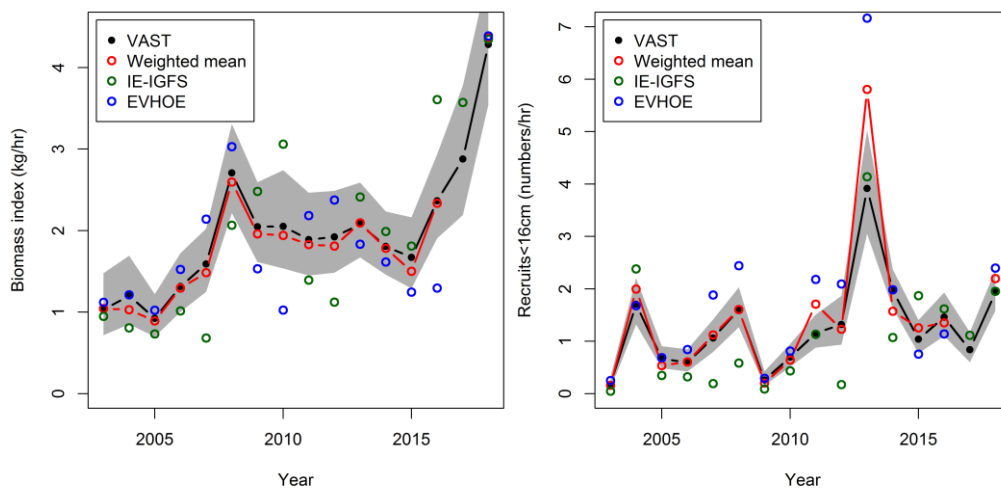 VAST
Weighted mean
IE-IGFS
EVHOE
Biomass index (kg/hr)
4
3
2
1
0
2005 2010 2015
Year
VAST
Weighted mean
IE-IGFS
EVHOE
Recruits<16cm (numbers/hr)
7
6
5
4
3
2
1
0
2005 2010 2015
Year